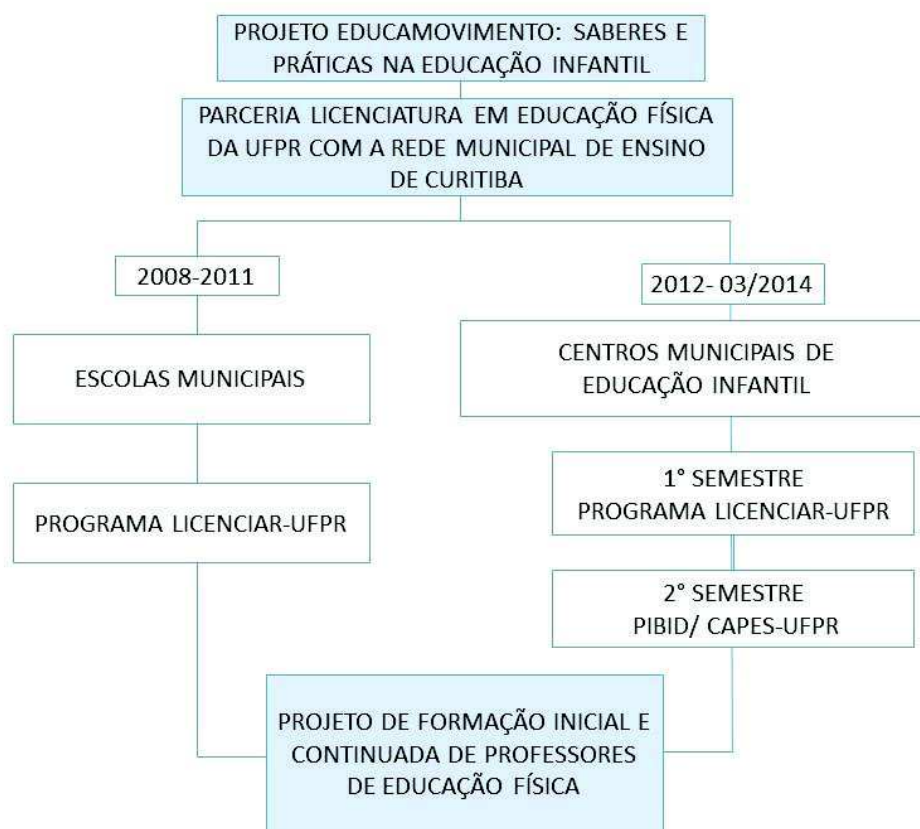 PROJETO EDUCAMOVIMENTO: SABERES E
PRÁTICAS NA EDUCAÇÃO INFANTIL
PARCERIA LICENCIATURA EM EDUCAÇÃO FÍSICA
DA UFPR COM A REDE MUNICIPAL DE ENSINO
DE CURITIBA
2008-2011
ESCOLAS MUNICIPAIS
PROGRAMA LICENCIAR-UFPR
2012- 03/2014
CENTROS MUNICIPAIS DE
EDUCAÇÃO INFANTIL
1° SEMESTRE
PROGRAMA LICENCIAR-UFPR
2° SEMESTRE
PIBID/ CAPES-UFPR
PROJETO DE FORMAÇÃO INICIAL E
CONTINUADA DE PROFESSORES
DE EDUCAÇÃO FÍSICA